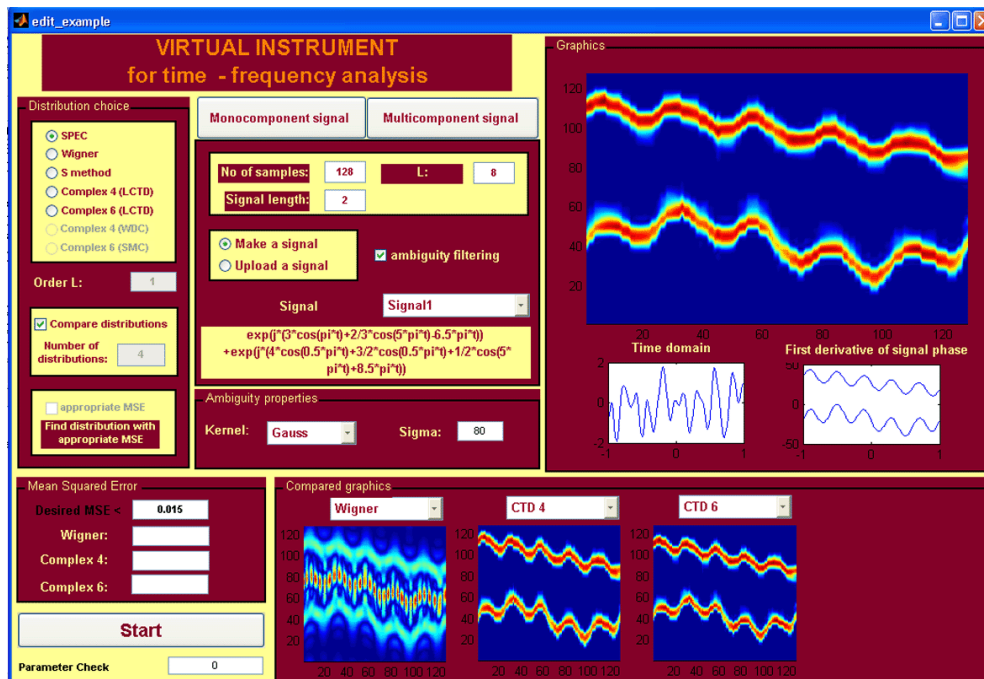 edit_example
VIRTUAL INSTRUMENT
for time - frequency analysis
Distribution choice
SPEC
Wigner
S method
Complex 4 (LCTD)
Complex 6 (LCTD)
Complex 4 (WDC)
Complex 6 (SMC)
Order L: 1
Compare distributions
Number of
distributions: 4
appropriate MSE
Find distribution with
appropriate MSE
Monocomponent signal
Multicomponent signal
No of samples: 128 L: 8
Signal length: 2
Make a signal
Upload a signal
ambiguity filtering
Signal Signal1
exp(j*(3*cos(pi*t)+2/3*cos(5*pi*t)-6.5*pi*t))
+exp(j*(4*cos(0.5*pi*t)+3/2*cos(0.5*pi*t)+1/2*cos(5*
pi*t)+8.5*pi*t))
Ambiguity properties
Kernel: Gauss Sigma: 80
Graphics
120
100
80
60
40
20
20 40 60 80 100 120
Time domain
2
0
-2
-1 0 1
First derivative of signal phase
50
0
-50
-1 0 1
Mean Squared Error
Desired MSE < 0.015
Wigner:
Complex 4:
Complex 6:
Start
Parameter Check 0
Compared graphics
Wigner
120
100
80
60
40
20
20 40 60 80 100 120
CTD 4
120
100
80
60
40
20
20 40 60 80 100 120
CTD 6
120
100
80
60
40
20
20 40 60 80 100 120